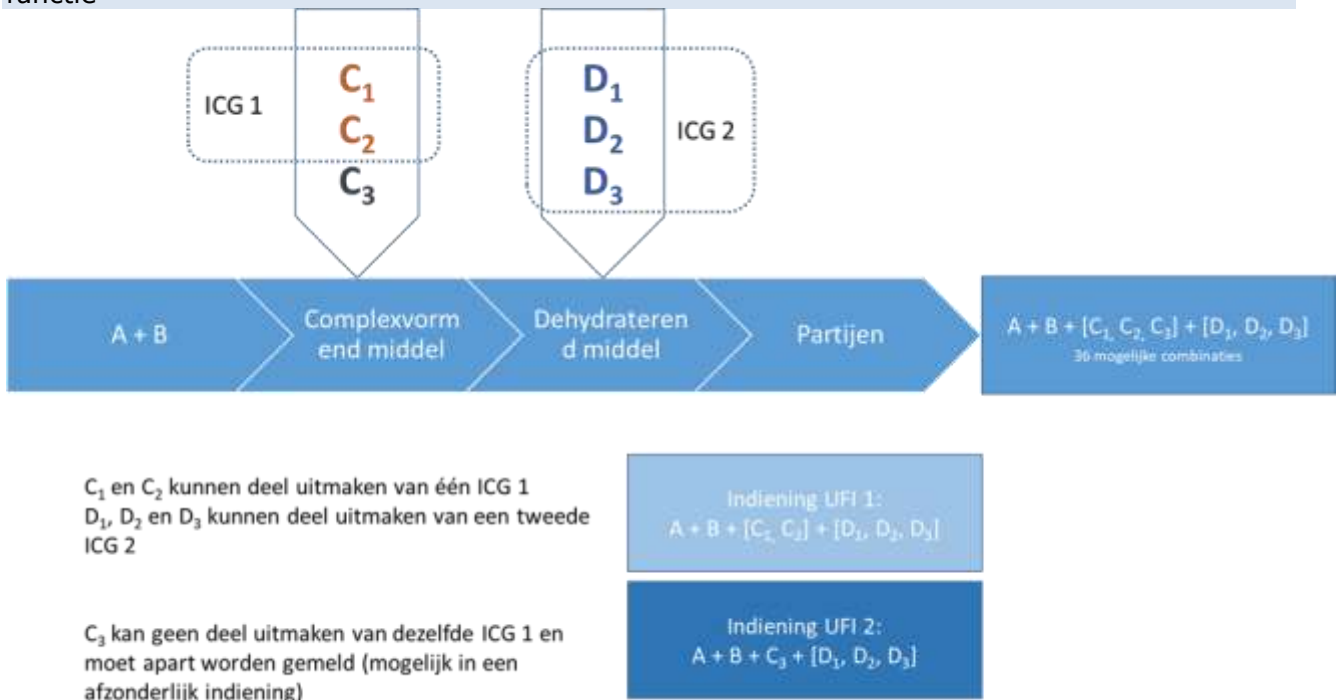 functie
C₁
ICG 1
C₂
C₃
D₁
D₂
ICG 2
D₃
A + B
Complexvorm
end middel
Dehydrateren
d middel
Partijen
A + B + [C₁, C₂, C₃] + [D₁, D₂, D₃]
36 mogelijke combinaties
C₁ en C₂ kunnen deel uitmaken van één ICG 1
D₁, D₂ en D₃ kunnen deel uitmaken van een tweede
ICG 2
Indiening UFI 1:
A + B + [C₁, C₂] + [D₁, D₂, D₃]
C₃ kan geen deel uitmaken van dezelfde ICG 1 en
moet apart worden gemeld (mogelijk in een
afzonderlijk indiening)
Indiening UFI 2:
A + B + C₃ + [D₁, D₂, D₃]